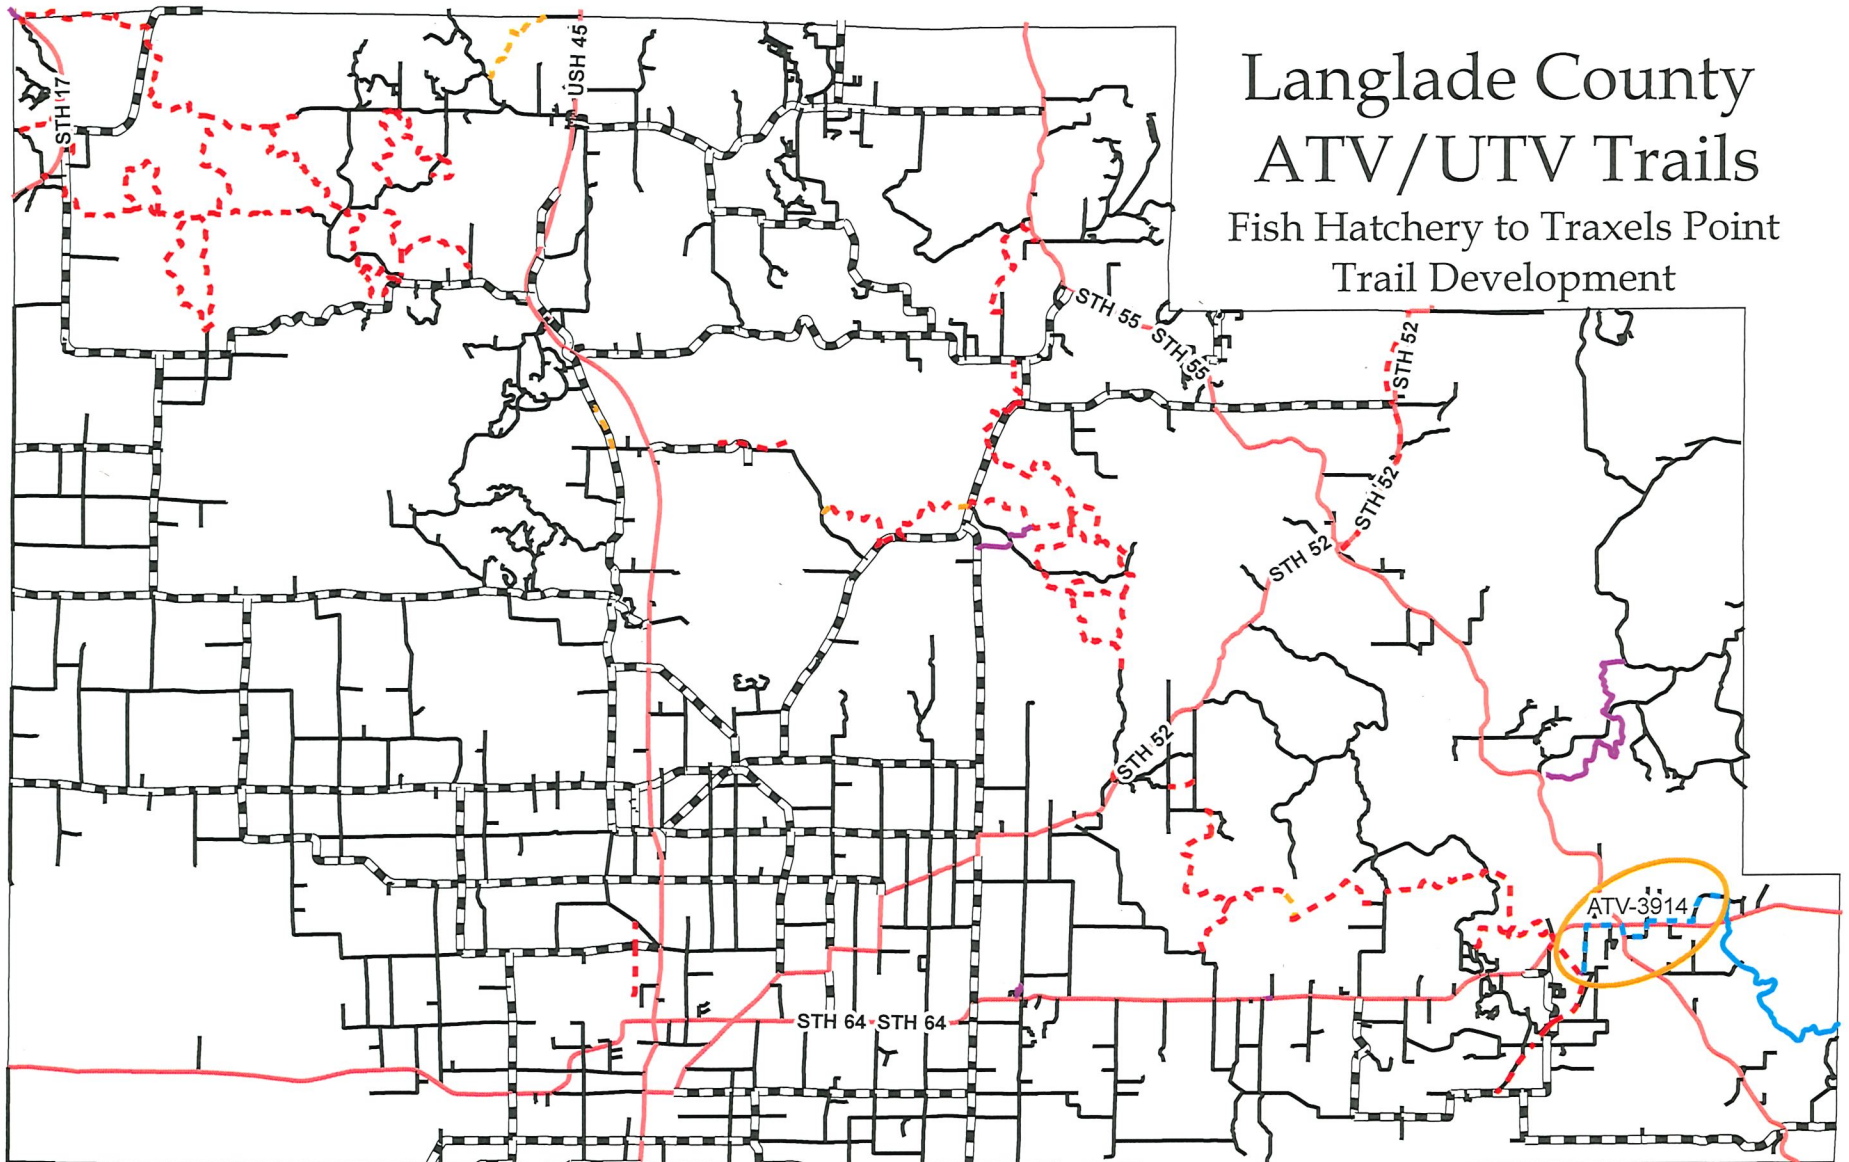 Langlade County
ATV/UTV Trails
Fish Hatchery to Traxels Point
Trail Development
STH 17
USH 45
STH 55
STH 55
STH 52
STH 52
STH 52
STH 52
ATV-3914
STH 64
STH 64